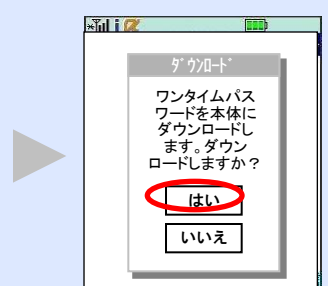 ﾀﾞｳﾝﾛｰﾄﾞ
ワンタイムパス
ワードを本体に
ダウンロードし
ます。ダウン
ロードしますか？
はい
いいえ